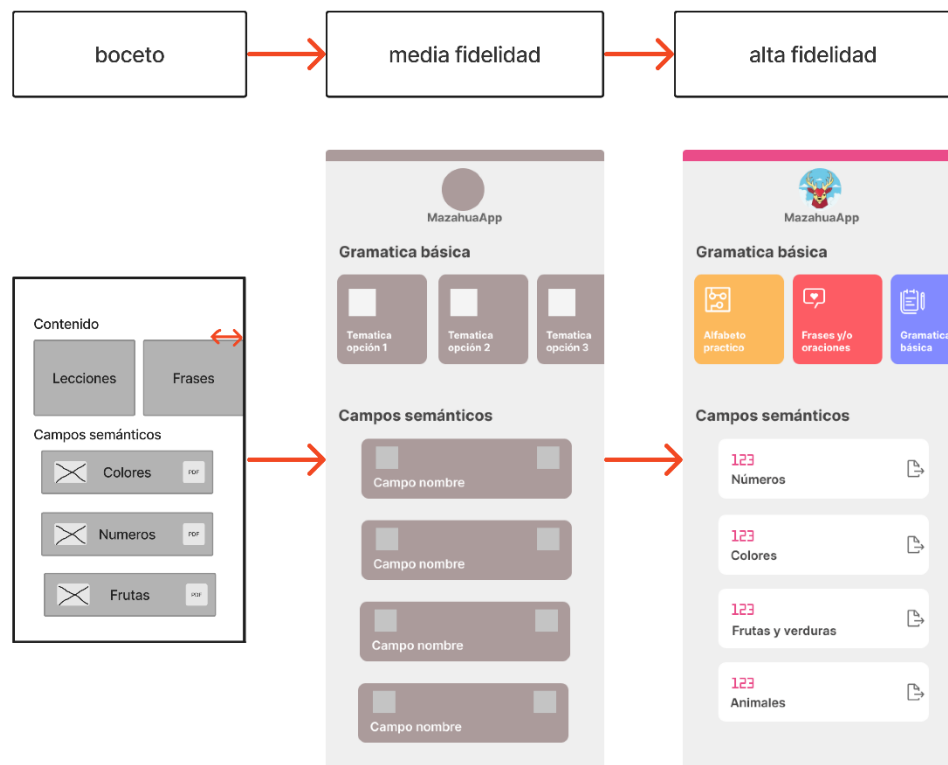 boceto
media fidelidad
alta fidelidad
Contenido
Lecciones
Frases
Campos semánticos
Colores
PDF
Numeros
PDF
Frutas
PDF
MazahuaApp
Gramatica básica
Tematica
opción 1
Tematica
opción 2
Tematica
opción 3
Campos semánticos
Campo nombre
Campo nombre
Campo nombre
Campo nombre
MazahuaApp
Gramatica básica
Alfabeto
practico
Frases y/o
oraciones
Gramatica
básica
Campos semánticos
123
Números
123
Colores
123
Frutas y verduras
123
Animales